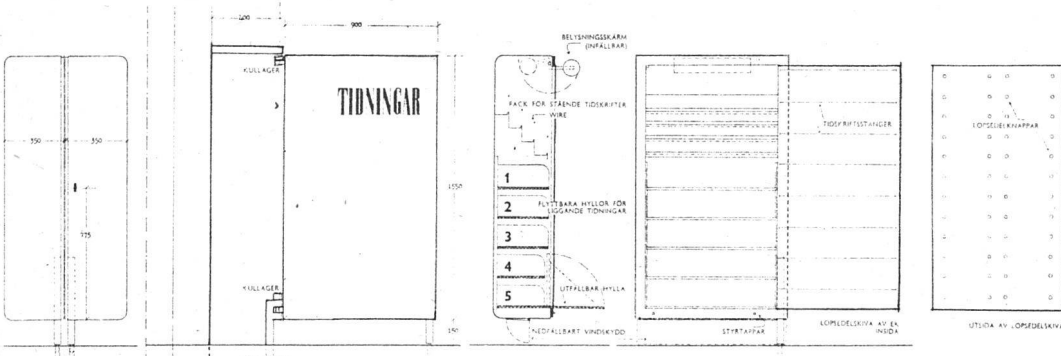 350
350
775
900
KULLAGER
TIDNINGAR
KULLAGER
1550
150
BELYSNINGSSKÄRM
(INFÄLLBAR)
FACK FÖR STÅENDE TIDSKRIFTER
WIRE
1
2
3
4
5
FLYTTBARA HYLLOR FÖR
LIGGANDE TIDNINGAR
UTFÄLLBAR HYLLA
NEDFÄLLBART VINDSKYDD
TIDSKRIFTSSTÄNDER
STYRTAPPAR
LÖPSEDELSKIVA AV EK
INSIDA
LÖPSEDELKNAPPAR
UTSIDA AV LÖPSEDELSKIVA